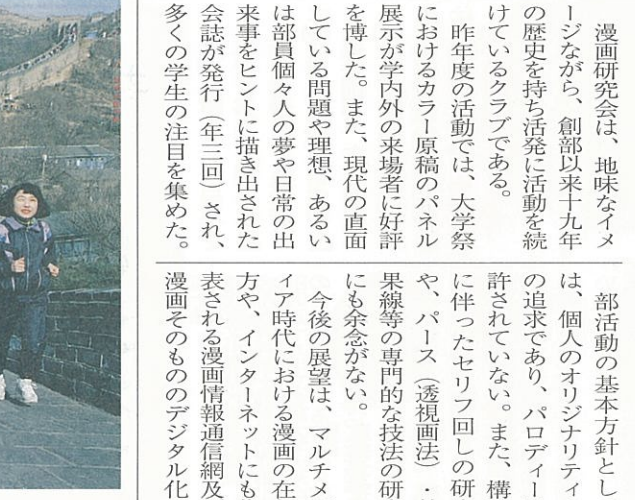 漫画研究会は、地味なイメ
ージながら、創部以来十九年
の歴史を持ち活発に活動を続
けているクラブである。
昨年度の活動では、大学祭
におけるカラー原稿のパネル
展示が学内外の来場者に好評
を博した。また、現代の直面
している問題や理想、あるい
は部員個々人の夢や日常の出
来事をヒントに描き出された
会誌が発行（年三回）され、
多くの学生の注目を集めた。
部活動の基本方針とし
は、個人のオリジナリティ
の追求であり、パロディー
許されていない。また、構
に伴ったセリフ回しの研
や、パース（透視画法）・
果線等の専門的な技法の研
にも余念がない。
今後の展望は、マルチメ
ィア時代における漫画の在
方や、インターネットにも
表される漫画情報通信網及
漫画そのもののデジタル化